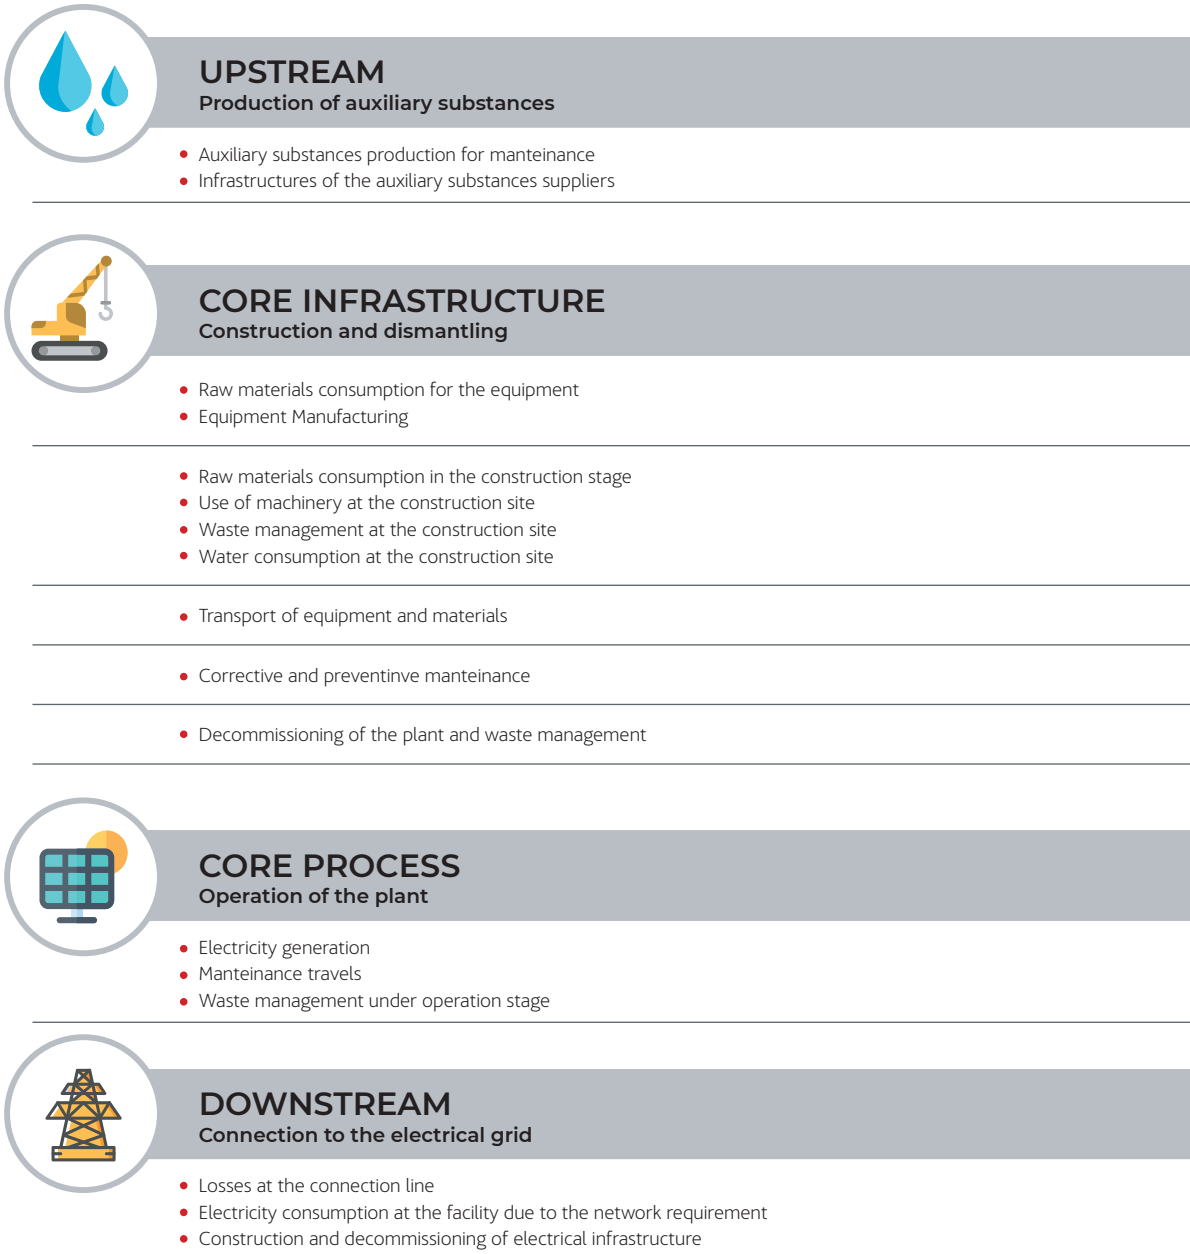 UPSTREAM
Production of auxiliary substances
• Auxiliary substances production for manteinance
• Infrastructures of the auxiliary substances suppliers
CORE INFRASTRUCTURE
Construction and dismantling
• Raw materials consumption for the equipment
• Equipment Manufacturing
• Raw materials consumption in the construction stage
• Use of machinery at the construction site
• Waste management at the construction site
• Water consumption at the construction site
• Transport of equipment and materials
• Corrective and preventinve manteinance
• Decommissioning of the plant and waste management
CORE PROCESS
Operation of the plant
• Electricity generation
• Manteinance travels
• Waste management under operation stage
DOWNSTREAM
Connection to the electrical grid
• Losses at the connection line
• Electricity consumption at the facility due to the network requirement
• Construction and decommissioning of electrical infrastructure